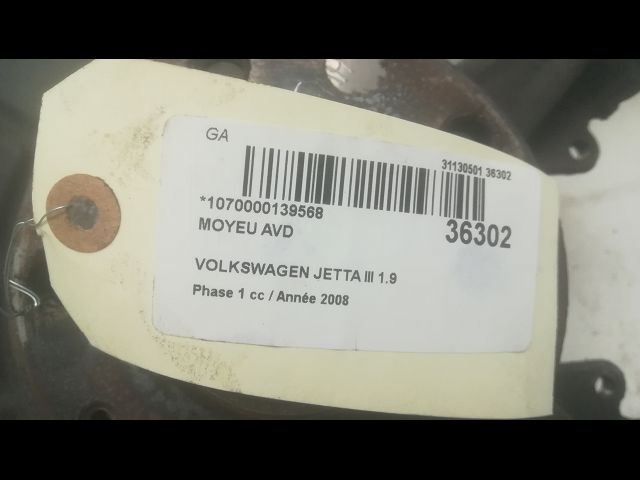 GA
31130501 36302
*1070000139568
MOYEU AVD
36302
VOLKSWAGEN JETTA III 1.9
Phase 1 cc / Année 2008